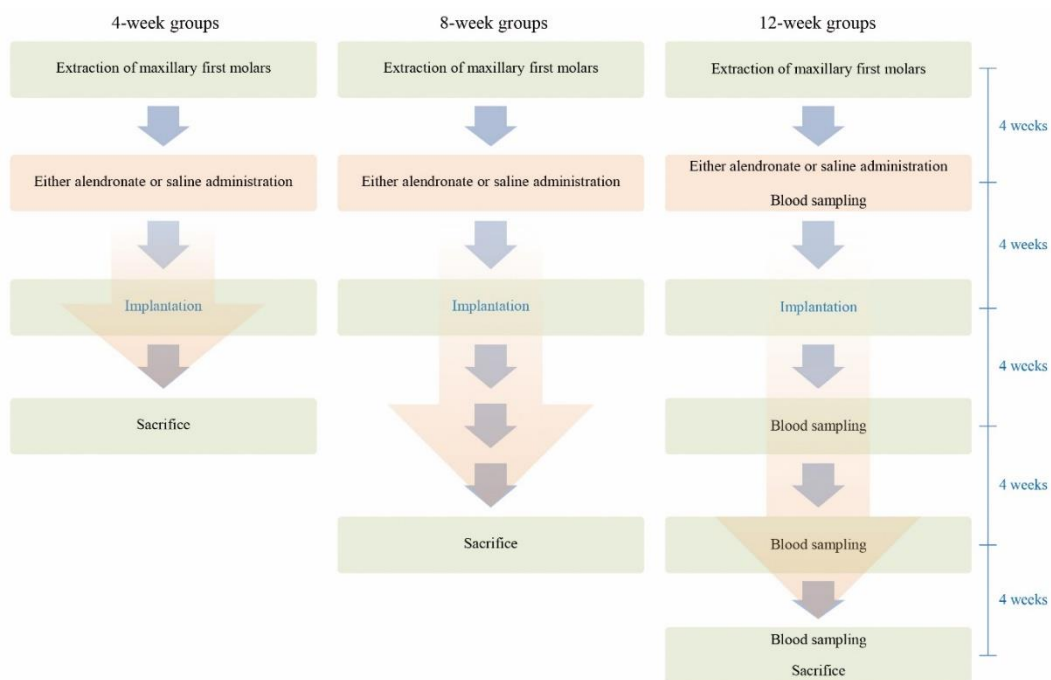 4-week groups
8-week groups
12-week groups
Extraction of maxillary first molars
Extraction of maxillary first molars
Extraction of maxillary first molars
4 weeks
Either alendronate or saline administration
Either alendronate or saline administration
Either alendronate or saline administration
Blood sampling
4 weeks
Implantation
Implantation
Implantation
4 weeks
Sacrifice
Blood sampling
4 weeks
Sacrifice
Blood sampling
4 weeks
Blood sampling
Sacrifice